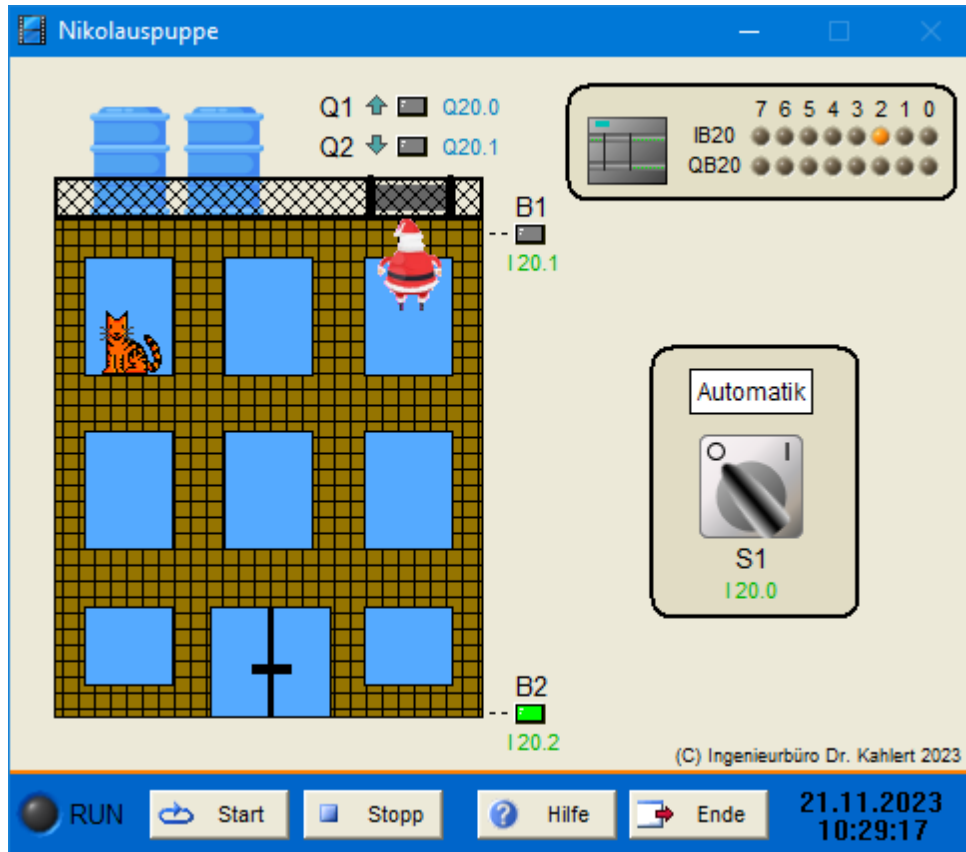 Nikolauspuppe
Q1 Q20.0
Q2 Q20.1
7 6 5 4 3 2 1 0
IB20
QB20
B1
I 20.1
Automatik
O I
S1
I 20.0
B2
I 20.2
(C) Ingenieurbüro Dr. Kahlert 2023
RUN Start Stopp ? Hilfe Ende 21.11.2023
10:29:17